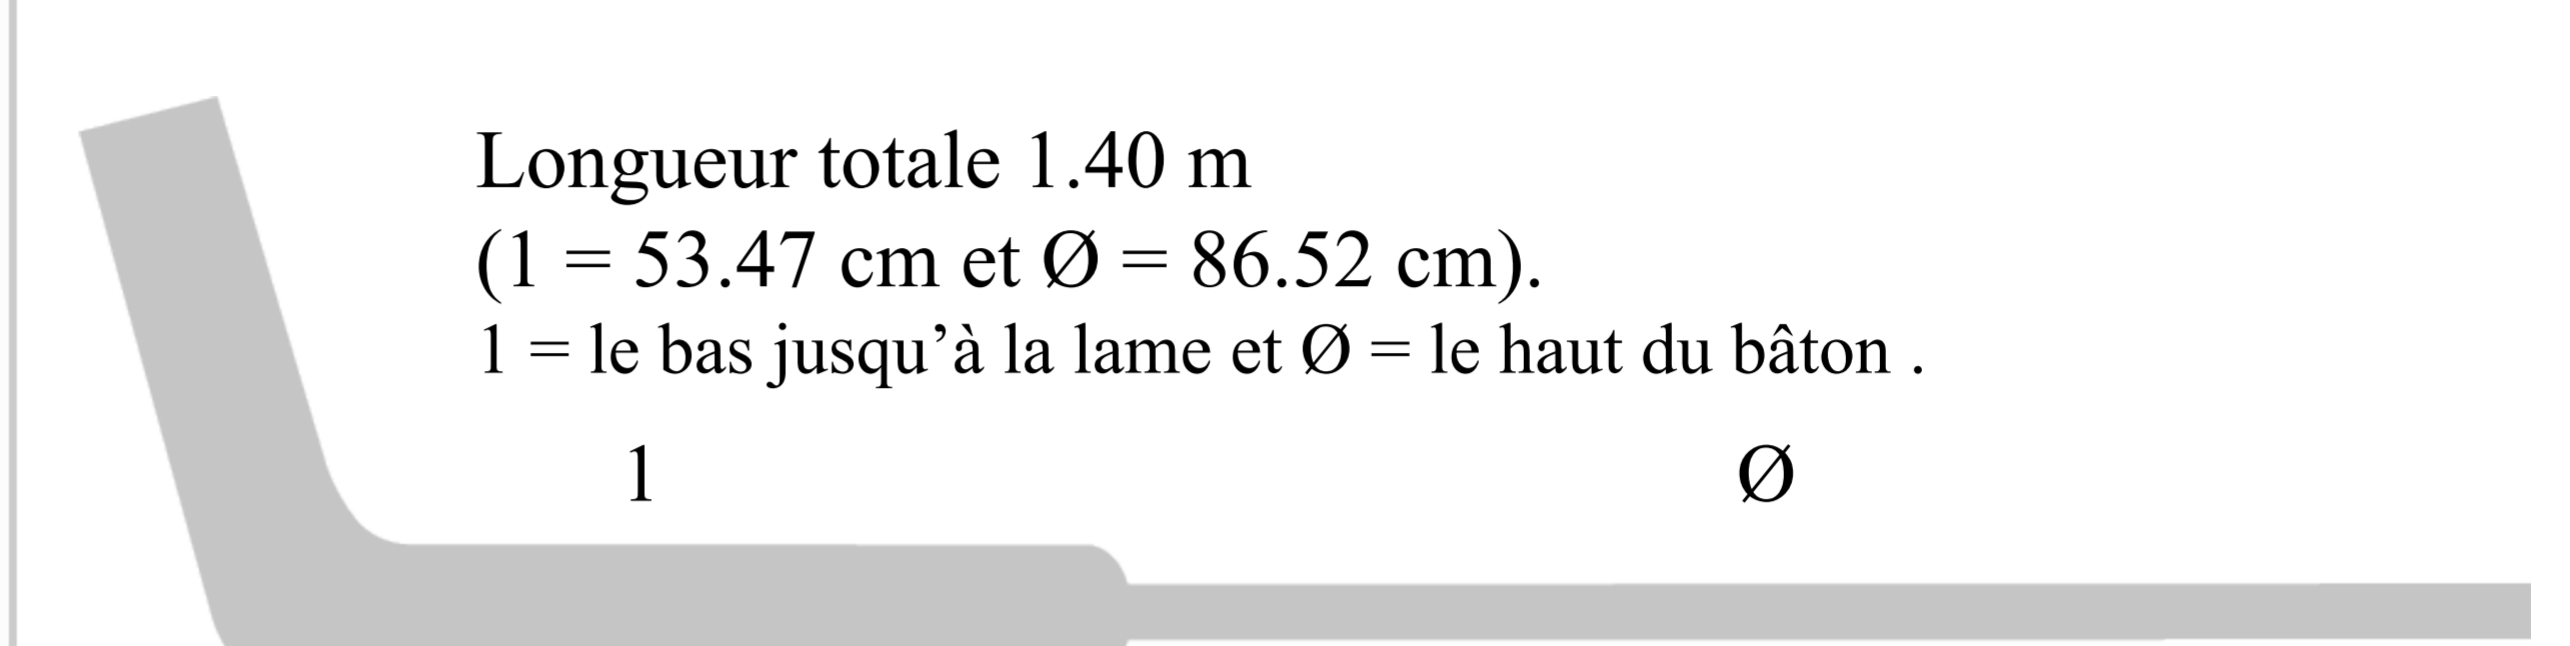 Longueur totale 1.40 m
(1 = 53.47 cm et Ø = 86.52 cm).
1 = le bas jusqu’à la lame et Ø = le haut du bâton .
1 Ø